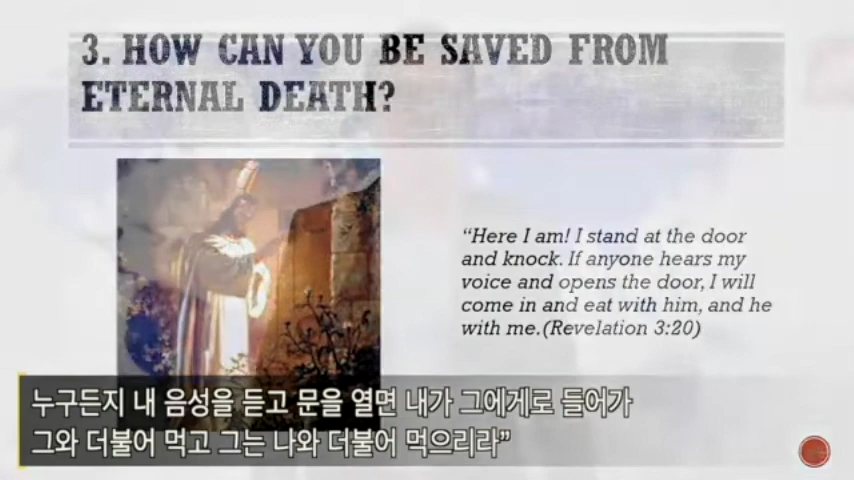 3. HOW CAN YOU BE SAVED FROM
ETERNAL DEATH?
“Here I am! I stand at the door
and knock. If anyone hears my
voice and opens the door, I will
come in and eat with him, and he
with me.(Revelation 3:20)
누구든지 내 음성을 듣고 문을 열면 내가 그에게로 들어가
그와 더불어 먹고 그는 나와 더불어 먹으리라”